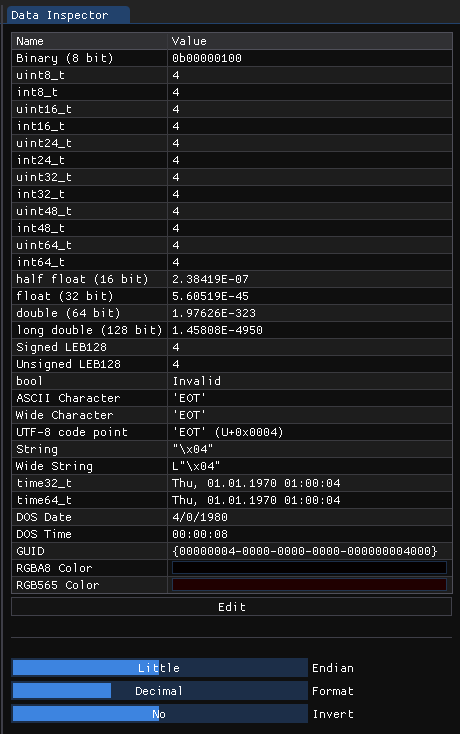 Data Inspector
Name Value
Binary (8 bit) 0b00000100
uint8_t 4
int8_t 4
uint16_t 4
int16_t 4
uint24_t 4
int24_t 4
uint32_t 4
int32_t 4
uint48_t 4
int48_t 4
uint64_t 4
int64_t 4
half float (16 bit) 2.38419E-07
float (32 bit) 5.60519E-45
double (64 bit) 1.97626E-323
long double (128 bit) 1.45808E-4950
Signed LEB128 4
Unsigned LEB128 4
bool Invalid
ASCII Character 'EOT'
Wide Character 'EOT'
UTF-8 code point 'EOT' (U+0x0004)
String "\x04"
Wide String L"\x04"
time32_t Thu, 01.01.1970 01:00:04
time64_t Thu, 01.01.1970 01:00:04
DOS Date 4/0/1980
DOS Time 00:00:08
GUID {00000004-0000-0000-0000-000000004000}
RGBA8 Color
RGB565 Color
Edit
Little Endian
Decimal Format
No Invert